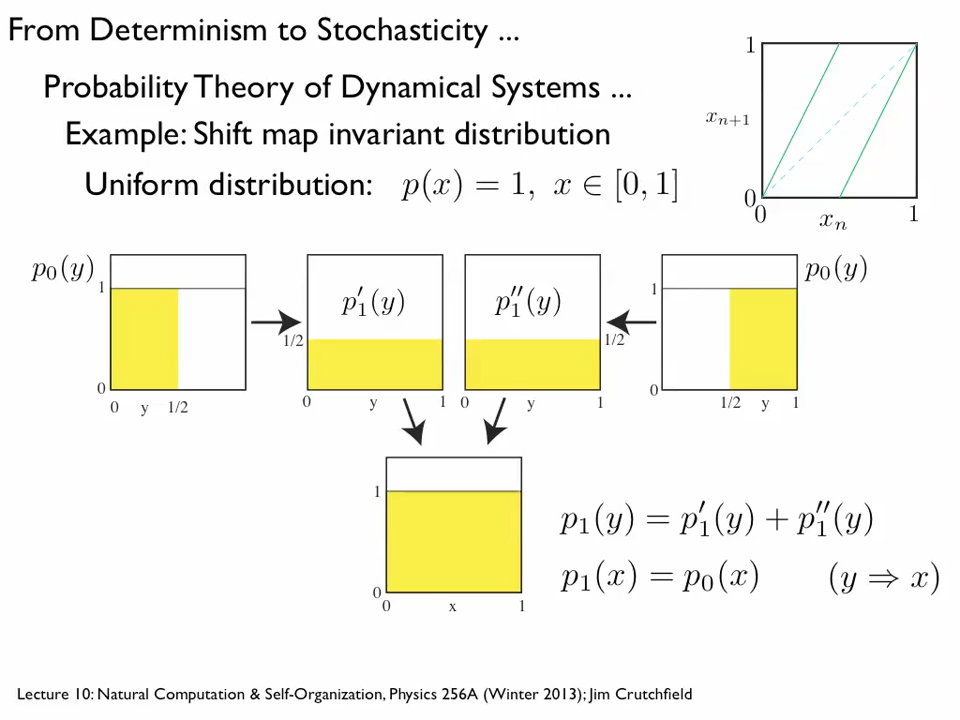 From Determinism to Stochasticity ...
Probability Theory of Dynamical Systems ...
Example: Shift map invariant distribution
Uniform distribution: p(x) = 1, x ∈ [0, 1]
1
x_{n+1}
0
0 x_n 1
p_0(y)
1
0
0 y 1/2
p'_1(y)
1/2
0 y 1
p''_1(y)
1/2
0 y 1
p_0(y)
1
0
1/2 y 1
1
0
0 x 1
p_1(y) = p'_1(y) + p''_1(y)
p_1(x) = p_0(x) (y ⇒ x)
Lecture 10: Natural Computation & Self-Organization, Physics 256A (Winter 2013); Jim Crutchfield